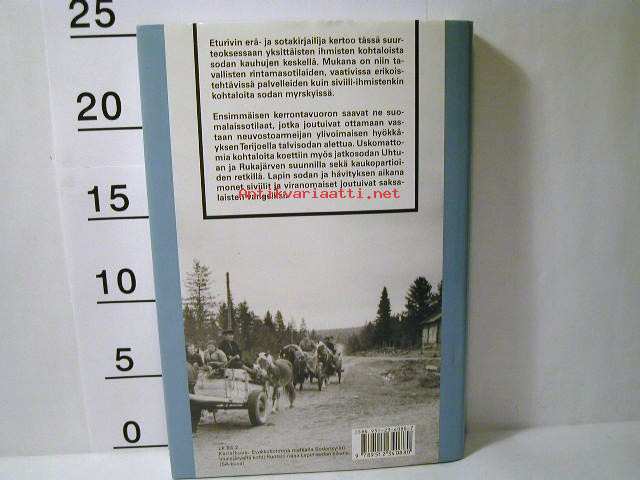 25
20
15
10
5
0
Eturivin erä- ja sotakirjailija kertoo tässä suur-
teoksessaan yksittäisten ihmisten kohtaloista
sodan kauhujen keskellä. Mukana on niin ta-
vallisten rintamasotilaiden, vaativissa erikois-
tehtävissä palvelleiden kuin siviili-ihmistenkin
kohtaloita sodan myrskyissä.
Ensimmäisen kerrontavuoron saavat ne suo-
malaissotilaat, jotka joutuivat ottamaan vas-
taan neuvostoarmeijan ylivoimaisen hyökkä-
yksen Terijoella talvisodan alettua. Uskomatto-
mia kohtaloita koettiin myös jatkosodan Uhtu-
an ja Rukajärven suunnilla sekä kaukopartioi-
den retkillä. Lapin sodan ja hävityksen aikana
monet siviilit ja viranomaiset joutuivat saksa-
laisten
Antikvariaatti.net
Lapin sodan